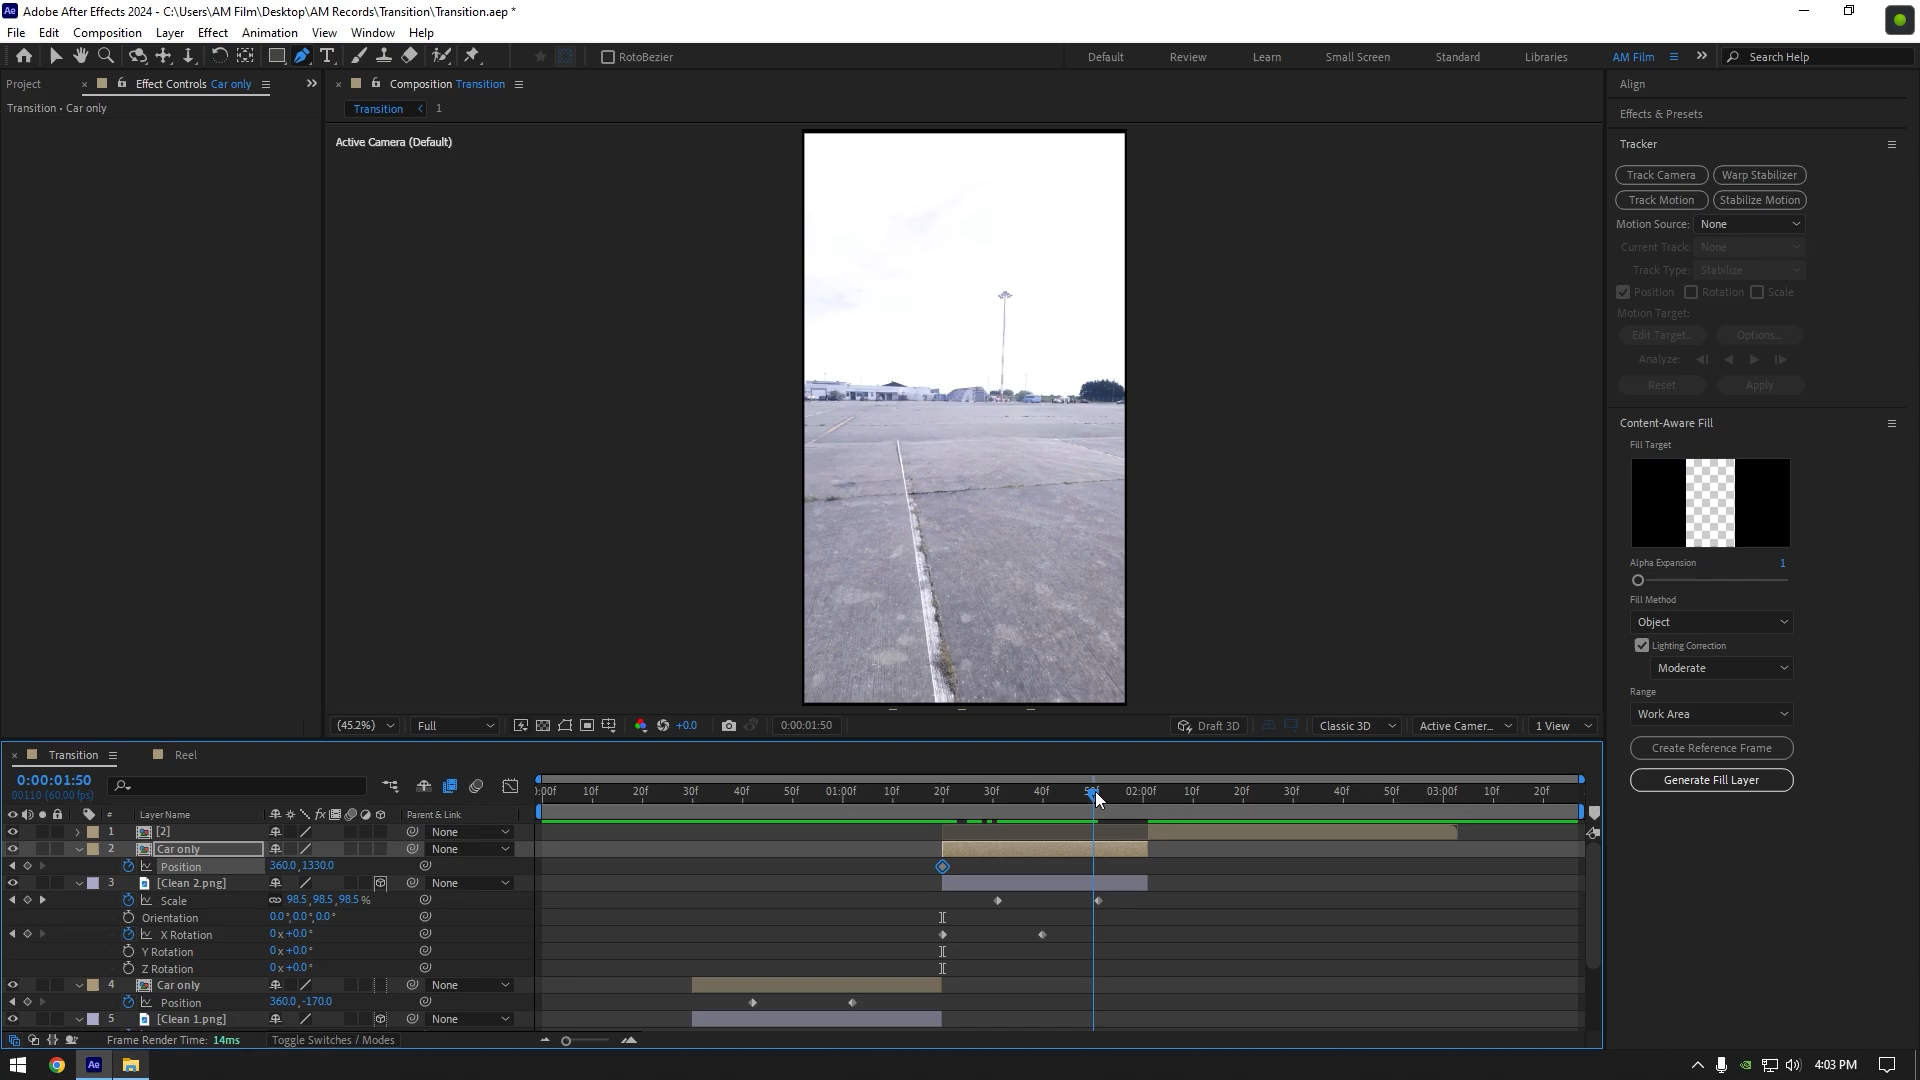 Adobe After Effects 2024 - C:\Users\AM Film\Desktop\AM Records\Transition\Transition.aep *
File Edit Composition Layer Effect Animation View Window Help
RotoBezier Default Review Learn Small Screen Standard Libraries AM Film Search Help
Project Effect Controls Car only Composition Transition Align
Transition • Car only Transition 1 Effects & Presets
Active Camera (Default) Tracker
Track Camera Warp Stabilizer
Track Motion Stabilize Motion
Motion Source: None
Current Track: None
Track Type: Stabilize
Position Rotation Scale
Motion Target:
Edit Target... Options...
Analyze:
Reset Apply
Content-Aware Fill
Fill Target
Alpha Expansion 1
Fill Method
Object
Lighting Correction
Moderate
Range
Work Area
(45.2%) Full +0.0 0:00:01:50 Draft 3D Classic 3D Active Camer... 1 View
Create Reference Frame
Generate Fill Layer
Transition Reel
0:00:01:50
00110 (60.00 fps)
:00f 10f 20f 30f 40f 50f 01:00f 10f 20f 30f 40f 02:00f 10f 20f 30f 40f 50f 03:00f 10f 20f
# Layer Name fx Parent & Link
1 [2] None
2 Car only None
Position 360.0,1330.0
3 [Clean 2.png] None
Scale 98.5,98.5,98.5%
Orientation 0.0°,0.0°,0.0°
X Rotation 0x+0.0°
Y Rotation 0x+0.0°
Z Rotation 0x+0.0°
4 Car only None
Position 360.0,-170.0
5 [Clean 1.png] None
Frame Render Time: 14ms Toggle Switches / Modes
Ae 4:03 PM